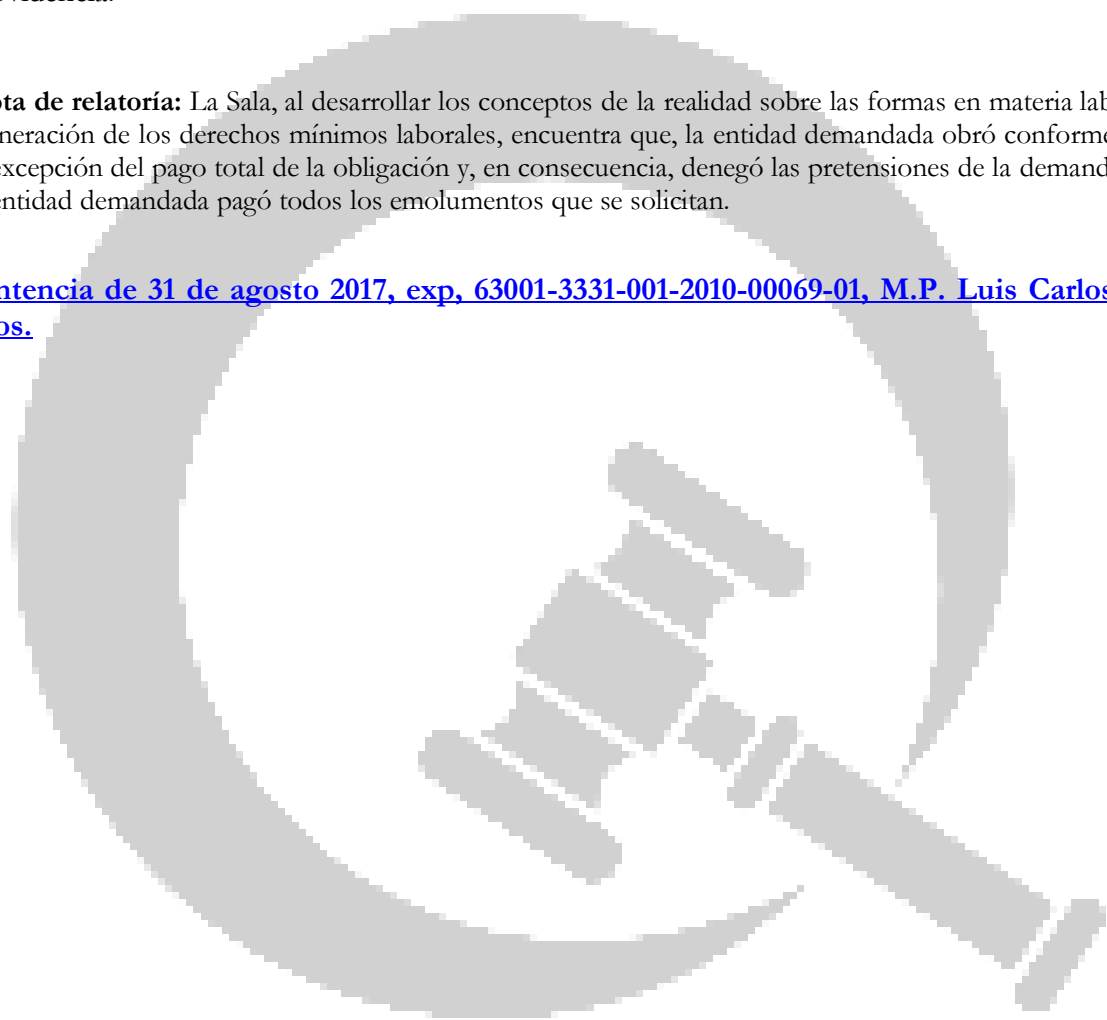 ota de relatoría: La Sala, al desarrollar los conceptos de la realidad sobre las formas en materia lab
neración de los derechos mínimos laborales, encuentra que, la entidad demandada obró conforme
excepción del pago total de la obligación y, en consecuencia, denegó las pretensiones de la demand
entidad demandada pagó todos los emolumentos que se solicitan.
ntencia de 31 de agosto 2017, exp, 63001-3331-001-2010-00069-01, M.P. Luis Carlos
os.